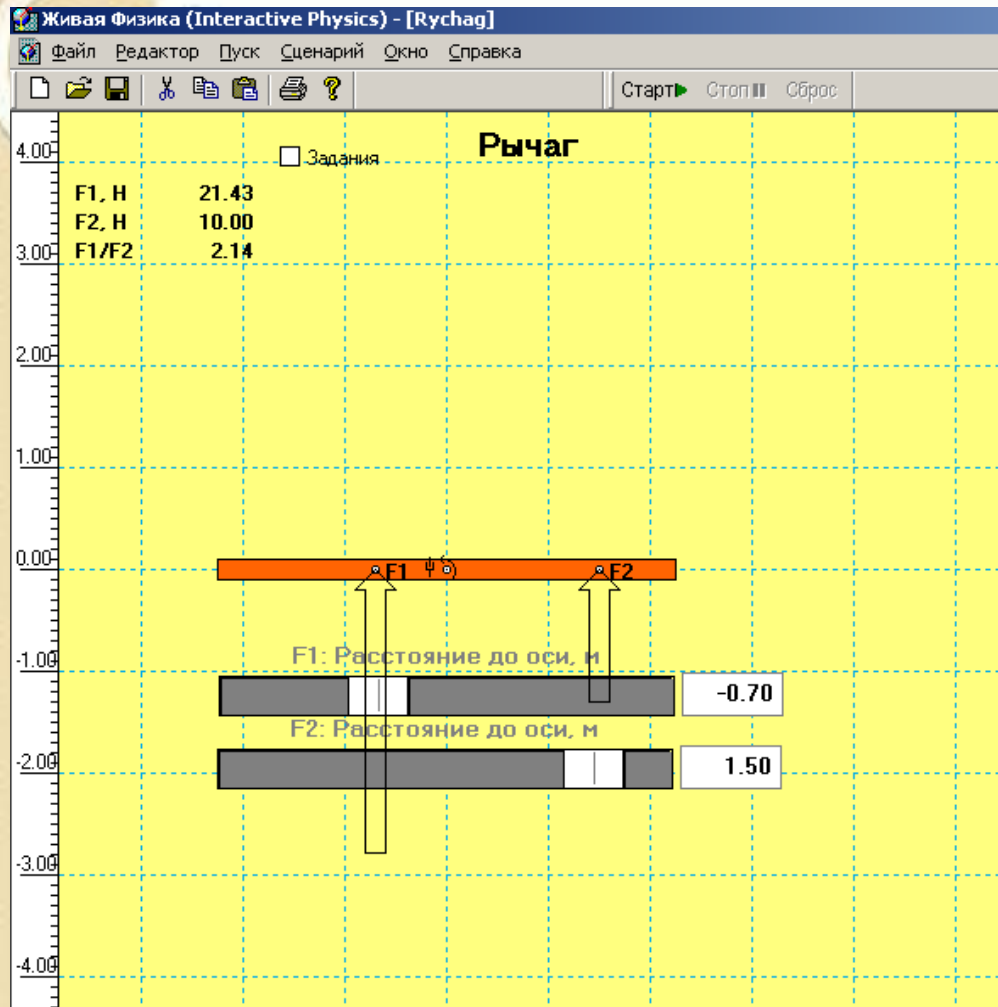 Живая Физика (Interactive Physics) - [Rychag]
Файл Редактор Пуск Сценарий Окно Справка
Старт Стоп Сброс
4.00
Задания
Рычаг
F1, Н 21.43
F2, Н 10.00
F1/F2 2.14
3.00
2.00
1.00
0.00
F1
F2
-1.00
F1: Расстояние до оси, м
-0.70
F2: Расстояние до оси, м
-2.00
1.50
-3.00
-4.00